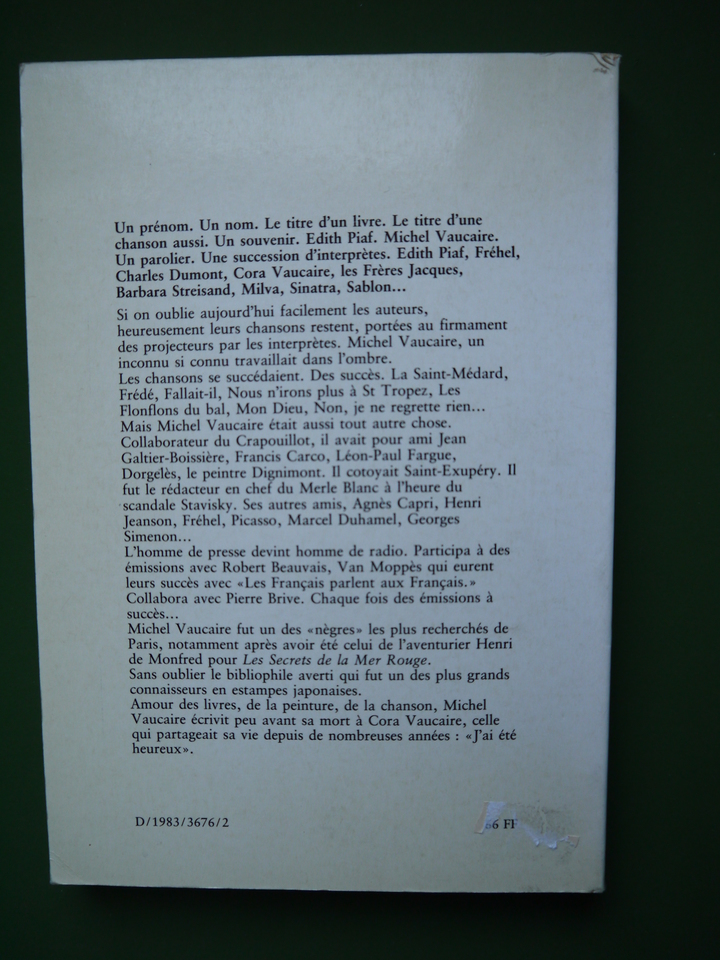 Un prénom. Un nom. Le titre d'un livre. Le titre d'une
chanson aussi. Un souvenir. Edith Piaf. Michel Vaucaire.
Un parolier. Une succession d'interprètes. Edith Piaf, Fréhel,
Charles Dumont, Cora Vaucaire, les Frères Jacques,
Barbara Streisand, Milva, Sinatra, Sablon...
Si on oublie aujourd'hui facilement les auteurs,
heureusement leurs chansons restent, portées au firmament
des projecteurs par les interprètes. Michel Vaucaire, un
inconnu si connu travaillait dans l'ombre.
Les chansons se succédaient. Des succès. La Saint-Médard,
Frédé, Fallait-il, Nous n'irons plus à St Tropez, Les
Flonflons du bal, Mon Dieu, Non, je ne regrette rien...
Mais Michel Vaucaire était aussi tout autre chose.
Collaborateur du Crapouillot, il avait pour ami Jean
Galtier-Boissière, Francis Carco, Léon-Paul Fargue,
Dorgelès, le peintre Dignimont. Il cotoyait Saint-Exupéry. Il
fut le rédacteur en chef du Merle Blanc à l'heure du
scandale Stavisky. Ses autres amis, Agnès Capri, Henri
Jeanson, Fréhel, Picasso, Marcel Duhamel, Georges
Simenon...
L'homme de presse devint homme de radio. Participa à des
émissions avec Robert Beauvais, Van Moppès qui eurent
leurs succès avec «Les Français parlent aux Français.»
Collabora avec Pierre Brive. Chaque fois des émissions à
succès...
Michel Vaucaire fut un des «nègres» les plus recherchés de
Paris, notamment après avoir été celui de l'aventurier Henri
de Monfred pour Les Secrets de la Mer Rouge.
Sans oublier le bibliophile averti qui fut un des plus grands
connaisseurs en estampes japonaises.
Amour des livres, de la peinture, de la chanson, Michel
Vaucaire écrivit peu avant sa mort à Cora Vaucaire, celle
qui partageait sa vie depuis de nombreuses années : «J'ai été
heureux».
D/1983/3676/2
66 FF